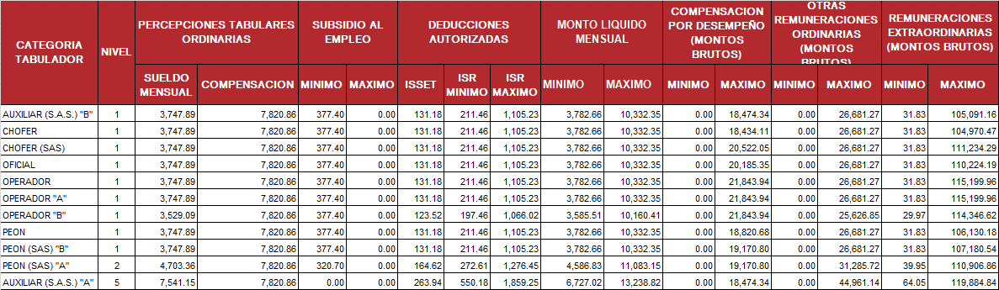 CATEGORIA TABULADOR NIVEL PERCEPCIONES TABULARES ORDINARIAS SUBSIDIO AL EMPLEO DEDUCCIONES AUTORIZADAS MONTO LIQUIDO MENSUAL COMPENSACION POR DESEMPEÑO (MONTOS BRUTOS) OTRAS REMUNERACIONES ORDINARIAS (MONTOS BRUTOS) REMUNERACIONES EXTRAORDINARIAS (MONTOS BRUTOS)
SUELDO MENSUAL COMPENSACION MINIMO MAXIMO ISSET ISR MINIMO ISR MAXIMO MINIMO MAXIMO MINIMO MAXIMO MINIMO MAXIMO MINIMO MAXIMO
AUXILIAR (S.A.S.) "B" 1 3,747.89 7,820.86 377.40 0.00 131.18 211.46 1,105.23 3,782.66 10,332.35 0.00 18,474.34 0.00 26,681.27 31.83 105,091.16
CHOFER 1 3,747.89 7,820.86 377.40 0.00 131.18 211.46 1,105.23 3,782.66 10,332.35 0.00 18,434.11 0.00 26,681.27 31.83 104,970.47
CHOFER (SAS) 1 3,747.89 7,820.86 377.40 0.00 131.18 211.46 1,105.23 3,782.66 10,332.35 0.00 20,522.05 0.00 26,681.27 31.83 111,234.29
OFICIAL 1 3,747.89 7,820.86 377.40 0.00 131.18 211.46 1,105.23 3,782.66 10,332.35 0.00 20,185.35 0.00 26,681.27 31.83 110,224.19
OPERADOR 1 3,747.89 7,820.86 377.40 0.00 131.18 211.46 1,105.23 3,782.66 10,332.35 0.00 21,843.94 0.00 26,681.27 31.83 115,199.96
OPERADOR "A" 1 3,747.89 7,820.86 377.40 0.00 131.18 211.46 1,105.23 3,782.66 10,332.35 0.00 21,843.94 0.00 26,681.27 31.83 115,199.96
OPERADOR "B" 1 3,529.09 7,820.86 377.40 0.00 123.52 197.46 1,066.02 3,585.51 10,160.41 0.00 21,843.94 0.00 25,626.85 29.97 114,346.62
PEON 1 3,747.89 7,820.86 377.40 0.00 131.18 211.46 1,105.23 3,782.66 10,332.35 0.00 18,820.68 0.00 26,681.27 31.83 106,130.18
PEON (SAS) "B" 1 3,747.89 7,820.86 377.40 0.00 131.18 211.46 1,105.23 3,782.66 10,332.35 0.00 19,170.80 0.00 26,681.27 31.83 107,180.54
PEON (SAS) "A" 2 4,703.36 7,820.86 320.70 0.00 164.62 272.61 1,276.45 4,586.83 11,083.15 0.00 19,170.80 0.00 31,285.72 39.95 110,906.86
AUXILIAR (S.A.S.) "A" 5 7,541.15 7,820.86 0.00 0.00 263.94 550.18 1,859.25 6,727.02 13,238.82 0.00 18,474.34 0.00 44,961.14 64.05 119,884.84